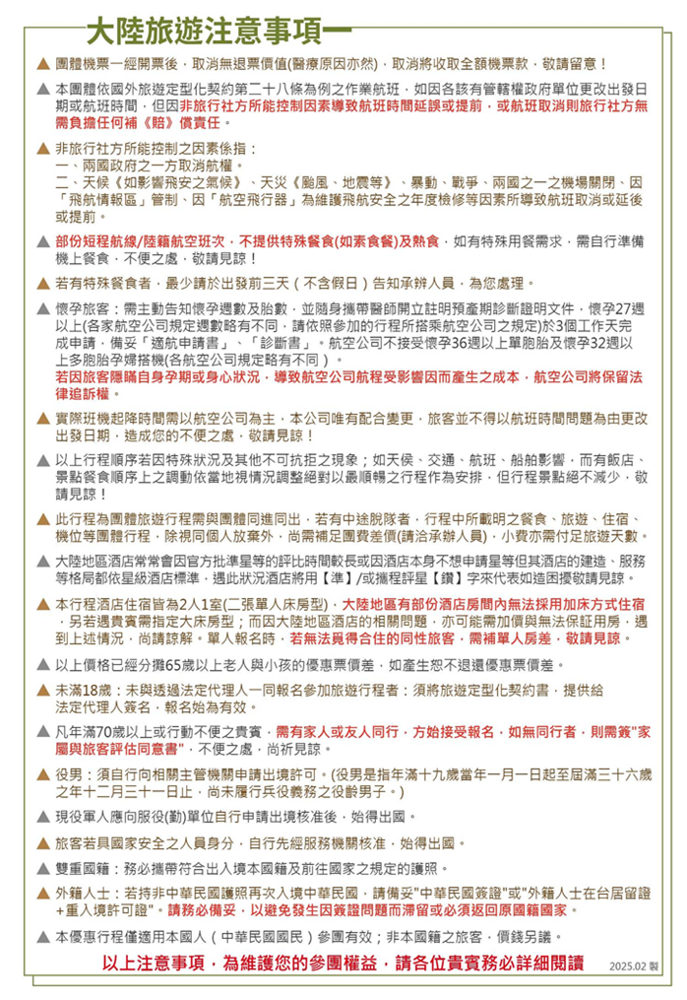 大陸旅遊注意事項一
▲ 團體機票一經開票後，取消無退票價值(醫療原因亦然)，取消將收取全額機票款，敬請留意！
▲ 本團體依國外旅遊定型化契約第二十八條為例之作業航班，如因各該有管轄權政府單位更改出發日
期或航班時間，但因非旅行社方所能控制因素導致航班時間延誤或提前，或航班取消則旅行社方無
需負擔任何補《賠》償責任。
▲ 非旅行社方所能控制之因素係指：
一、兩國政府之一方取消航權。
二、天候《如影響飛安之氣候》、天災《颱風、地震等》、暴動、戰爭、兩國之一之機場關閉、因
「飛航情報區」管制、因「航空飛行器」為維護飛航安全之年度檢修等因素所導致航班取消或延後
或提前。
▲ 部份短程航線/陸籍航空班次，不提供特殊餐食(如素食餐)及熱食，如有特殊用餐需求，需自行準備
機上餐食，不便之處，敬請見諒！
▲ 若有特殊餐食者，最少請於出發前三天（不含假日）告知承辦人員，為您處理。
▲ 懷孕旅客：需主動告知懷孕週數及胎數，並隨身攜帶醫師開立註明預產期診斷證明文件，懷孕27週
以上(各家航空公司規定週數略有不同，請依照參加的行程所搭乘航空公司之規定)於3個工作天完
成申請，備妥「適航申請書」、「診斷書」。航空公司不接受懷孕36週以上單胞胎及懷孕32週以
上多胞胎孕婦搭機(各航空公司規定略有不同）。
若因旅客隱瞞自身孕期或身心狀況，導致航空公司航程受影響因而產生之成本，航空公司將保留法
律追訴權。
▲ 實際班機起降時間需以航空公司為主，本公司唯有配合變更，旅客並不得以航班時間問題為由更改
出發日期，造成您的不便之處，敬請見諒！
▲ 以上行程順序若因特殊狀況及其他不可抗拒之現象；如天侯、交通、航班、船舶影響，而有飯店、
景點餐食順序上之調動依當地視情況調整絕對以最順暢之行程作為安排，但行程景點絕不減少，敬
請見諒！
▲ 此行程為團體旅遊行程需與團體同進同出，若有中途脫隊者，行程中所載明之餐食、旅遊、住宿、
機位等團體行程，除視同個人放棄外，尚需補足團費差價(請洽承辦人員)，小費亦需付足旅遊天數。
▲ 大陸地區酒店常常會因官方批准星等的評比時間較長或因酒店本身不想申請星等但其酒店的建造、服務
等格局都依星級酒店標準，遇此狀況酒店將用【準】/或攜程評星【鑽】字來代表如造困擾敬請見諒。
▲ 本行程酒店住宿皆為2人1室(二張單人床房型)，大陸地區有部份酒店房間內無法採用加床方式住宿
，另若遇貴賓需指定大床房型；而因大陸地區酒店的相關問題，亦可能需加價與無法保証用房，遇
到上述情況，尚請諒解。單人報名時，若無法覓得合住的同性旅客，需補單人房差，敬請見諒。
▲ 以上價格已經分攤65歲以上老人與小孩的優惠票價差，如產生恕不退還優惠票價差。
▲ 未滿18歲：未與透過法定代理人一同報名參加旅遊行程者：須將旅遊定型化契約書，提供給
法定代理人簽名，報名始為有效。
▲ 凡年滿70歲以上或行動不便之貴賓，需有家人或友人同行，方始接受報名，如無同行者，則需簽"家
屬與旅客評估同意書"，不便之處，尚祈見諒。
▲ 役男：須自行向相關主管機關申請出境許可。(役男是指年滿十九歲當年一月一日起至屆滿三十六歲
之年十二月三十一日止，尚未履行兵役義務之役齡男子。)
▲ 現役軍人應向服役(勤)單位自行申請出境核准後，始得出國。
▲ 旅客若具國家安全之人員身分，自行先經服務機關核准，始得出國。
▲ 雙重國籍：務必攜帶符合出入境本國籍及前往國家之規定的護照。
▲ 外籍人士：若持非中華民國護照再次入境中華民國，請備妥"中華民國簽證"或"外籍人士在台居留證
+重入境許可證"。請務必備妥，以避免發生因簽證問題而滯留或必須返回原國籍國家。
▲ 本優惠行程僅適用本國人（中華民國國民）參團有效；非本國籍之旅客，價錢另議。
以上注意事項，為維護您的參團權益，請各位貴賓務必詳細閱讀
2025.02 製